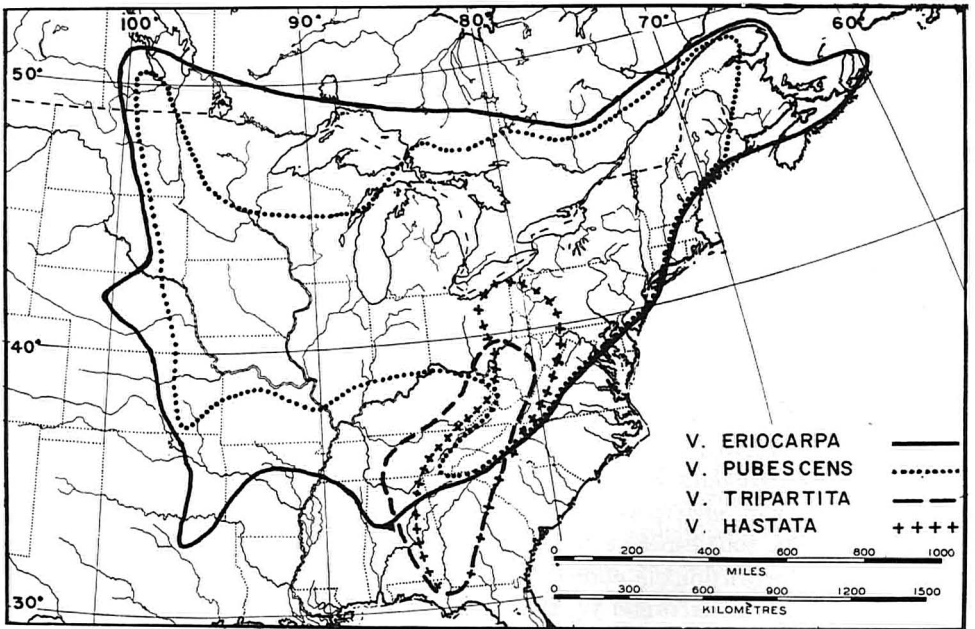 100° 90° 80° 70° 60°
50°
40°
30°
V. ERIOCARPA
V. PUBESCENS
V. TRIPARTITA
V. HASTATA
0 200 400 600 800 1000
MILES
0 300 600 900 1200 1500
KILOMETRES